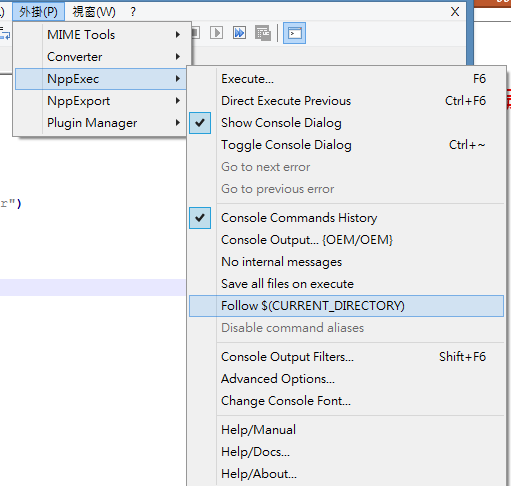 外掛(P) 視窗(W) ? X
MIME Tools
Converter
NppExec
NppExport
Plugin Manager
Execute... F6
Direct Execute Previous Ctrl+F6
Show Console Dialog
Toggle Console Dialog Ctrl+~
Go to next error
Go to previous error
r")
Console Commands History
Console Output... {OEM/OEM}
No internal messages
Save all files on execute
Follow $(CURRENT_DIRECTORY)
Disable command aliases
Console Output Filters... Shift+F6
Advanced Options...
Change Console Font...
Help/Manual
Help/Docs...
Help/About...